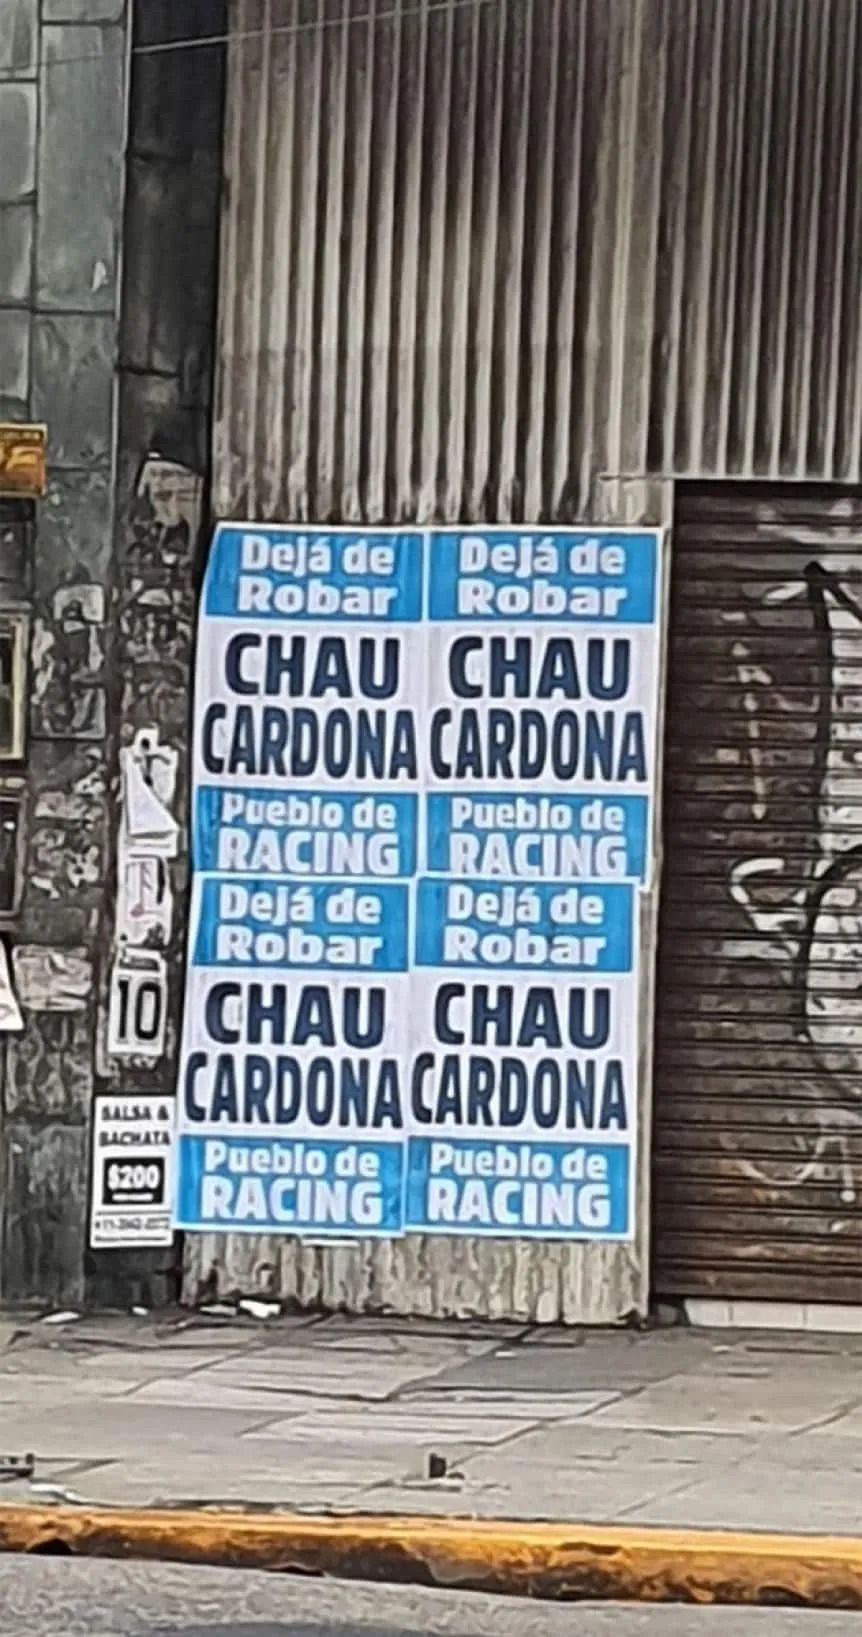 Dejá de
Robar
CHAU
CARDONA
Pueblo de
RACING
Dejá de
Robar
CHAU
CARDONA
Pueblo de
RACING
Dejá de
Robar
CHAU
CARDONA
Pueblo de
RACING
Dejá de
Robar
CHAU
CARDONA
Pueblo de
RACING
10
SALSA &
BACHATA
$200